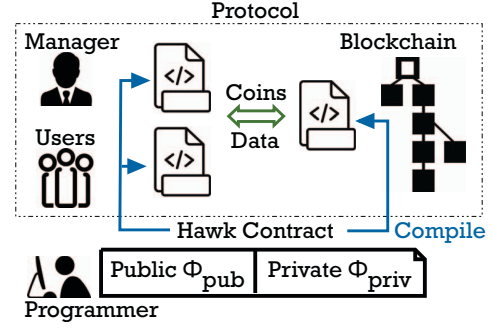 Protocol
Manager
Blockchain
</>
</>
Coins
Data
</>
Users
Hawk Contract
Compile
Public Φpub
Private Φpriv
Programmer